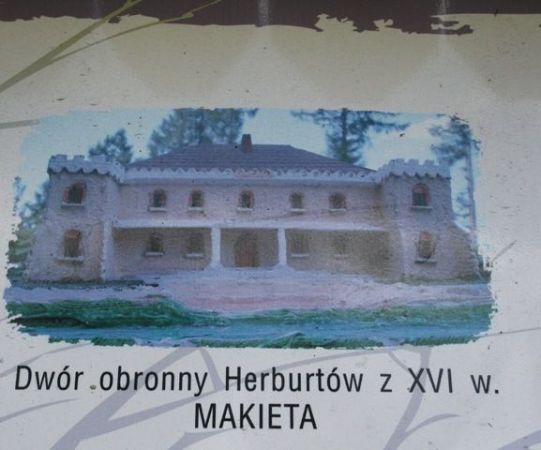 Dwór obronny Herburtów z XVI w.
MAKIETA